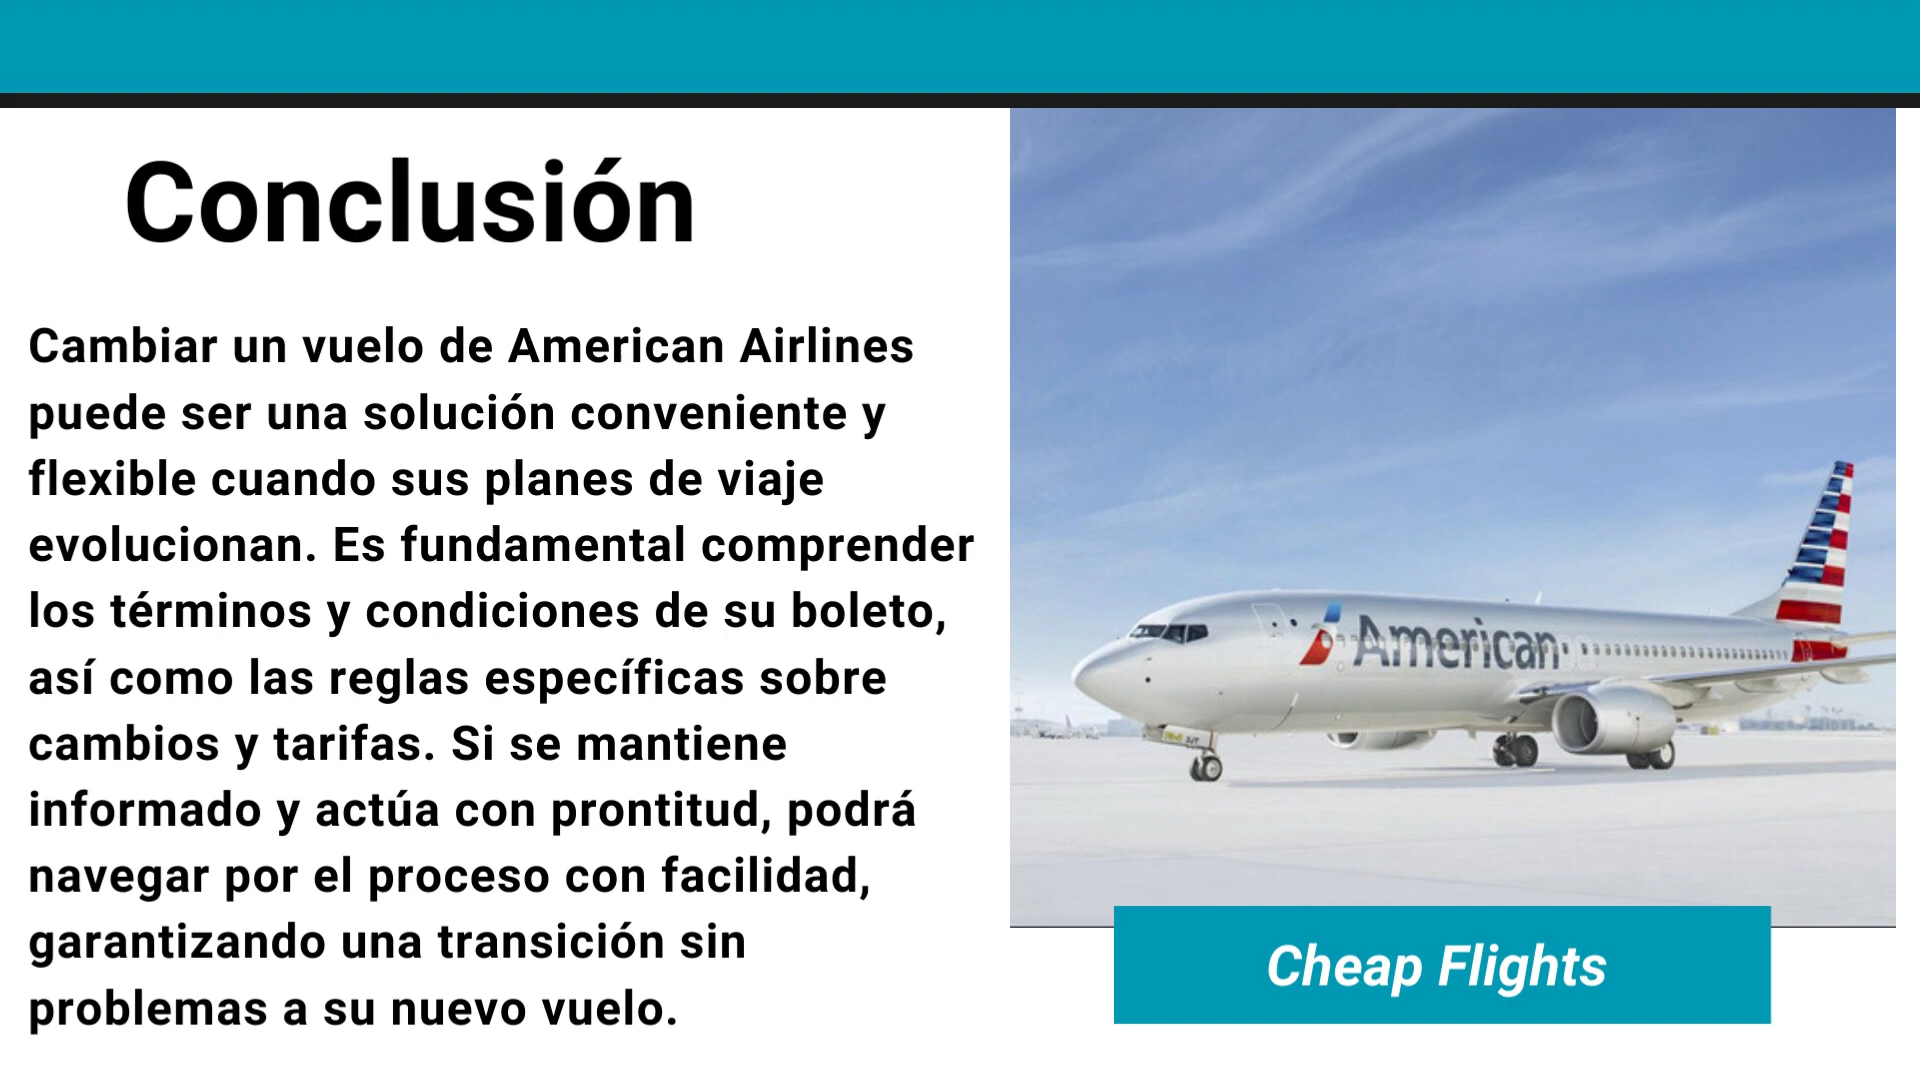 Conclusión
Cambiar un vuelo de American Airlines
puede ser una solución conveniente y
flexible cuando sus planes de viaje
evolucionan. Es fundamental comprender
los términos y condiciones de su boleto,
así como las reglas específicas sobre
cambios y tarifas. Si se mantiene
informado y actúa con prontitud, podrá
navegar por el proceso con facilidad,
garantizando una transición sin
problemas a su nuevo vuelo.
American
Cheap Flights